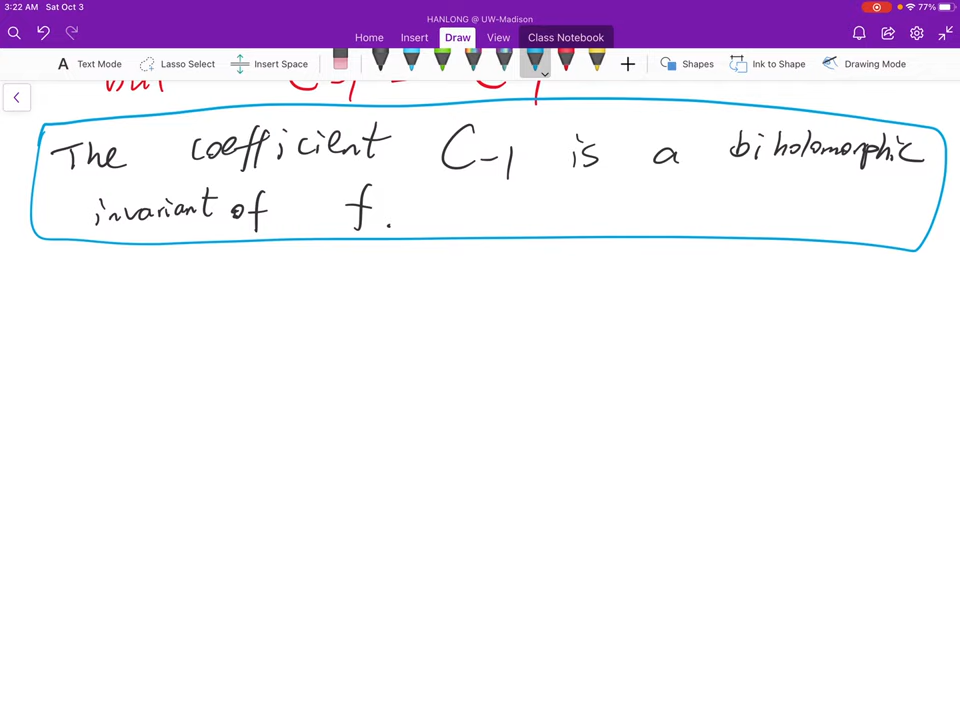 3:22 AM Sat Oct 3
77%
HANLONG @ UW-Madison
Home Insert Draw View Class Notebook
Text Mode Lasso Select Insert Space Shapes Ink to Shape Drawing Mode
The coefficient C-1 is a biholomorphic
invariant of f.